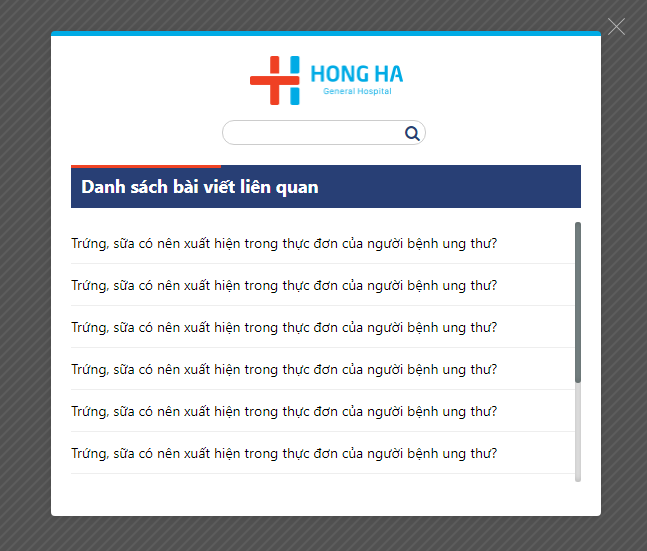 HONG HA
General Hospital
Danh sách bài viết liên quan
Trứng, sữa có nên xuất hiện trong thực đơn của người bệnh ung thư?
Trứng, sữa có nên xuất hiện trong thực đơn của người bệnh ung thư?
Trứng, sữa có nên xuất hiện trong thực đơn của người bệnh ung thư?
Trứng, sữa có nên xuất hiện trong thực đơn của người bệnh ung thư?
Trứng, sữa có nên xuất hiện trong thực đơn của người bệnh ung thư?
Trứng, sữa có nên xuất hiện trong thực đơn của người bệnh ung thư?